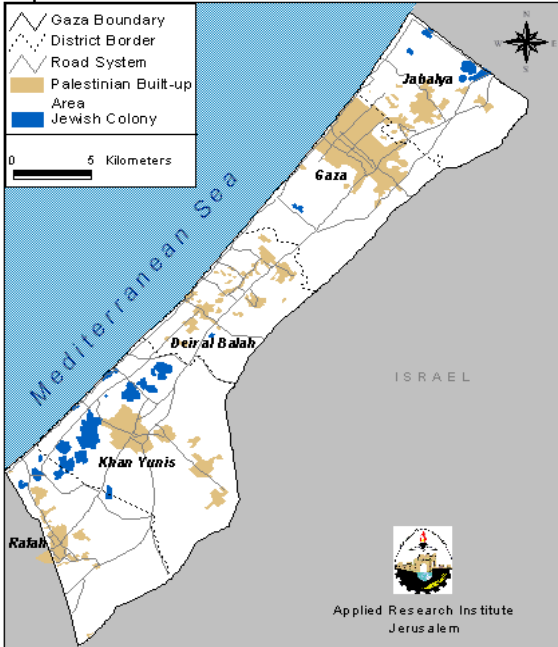 Gaza Boundary
District Border
Road System
Palestinian Built-up
Area
Jewish Colony
0 5 Kilometers
N
W E
S
Mediterranean Sea
Jabalya
Gaza
Deir al Balah
ISRAEL
Khan Yunis
Rafah
Applied Research Institute
Jerusalem